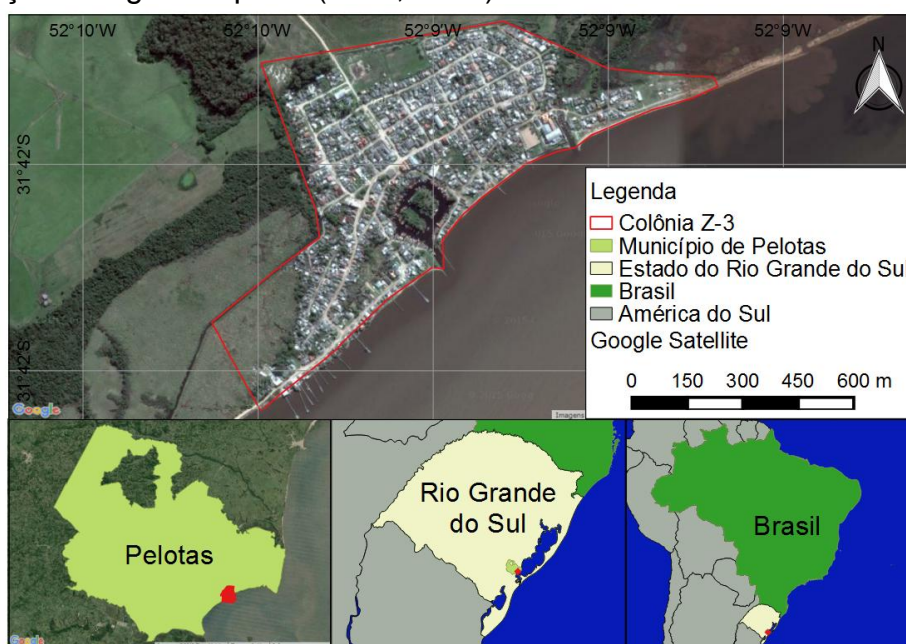 52°10'W 52°10'W 52°9'W 52°9'W 52°9'W
N
31°42'S
31°42'S
Legenda
Colônia Z-3
Município de Pelotas
Estado do Rio Grande do Sul
Brasil
América do Sul
Google Satellite
0 150 300 450 600 m
Google
Imagens
Pelotas
Google
Rio Grande
do Sul
Brasil